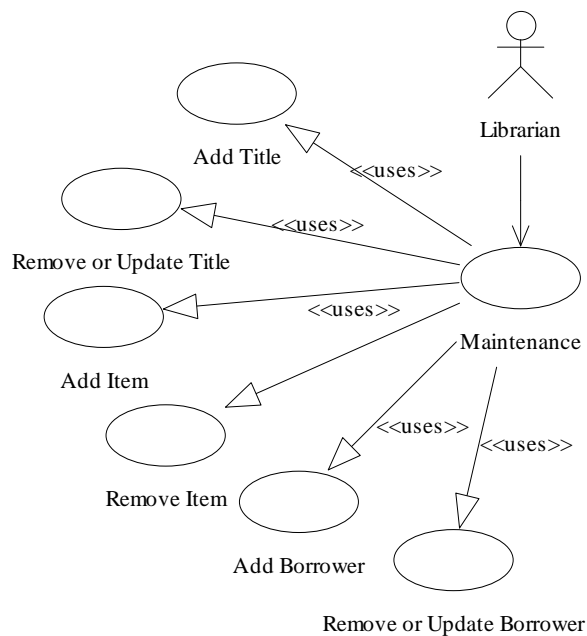 Librarian
Add Title
<<uses>>
<<uses>>
Remove or Update Title
<<uses>>
Maintenance
Add Item
<<uses>>
<<uses>>
Remove Item
Add Borrower
Remove or Update Borrower